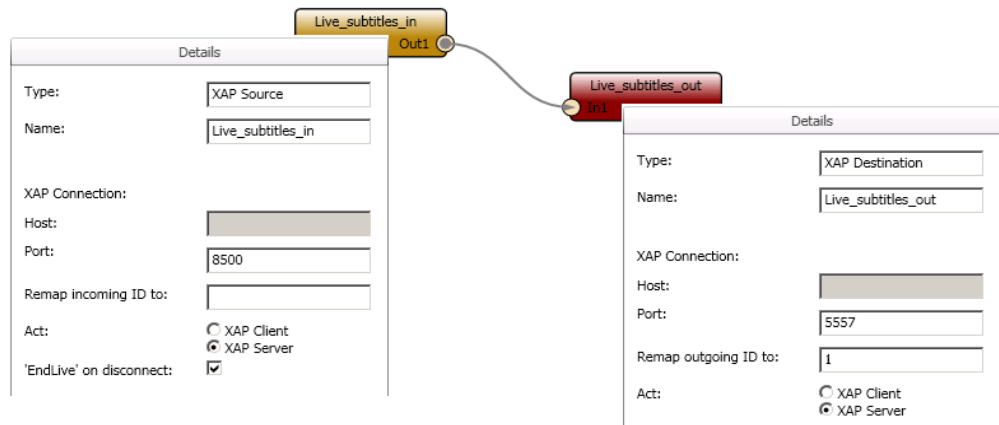 Live_subtitles_in
Out1
Details
Type: XAP Source
Name: Live_subtitles_in
XAP Connection:
Host:
Port: 8500
Remap incoming ID to:
Act: XAP Client
XAP Server
'EndLive' on disconnect:
Live_subtitles_out
In1
Details
Type: XAP Destination
Name: Live_subtitles_out
XAP Connection:
Host:
Port: 5557
Remap outgoing ID to: 1
Act: XAP Client
XAP Server